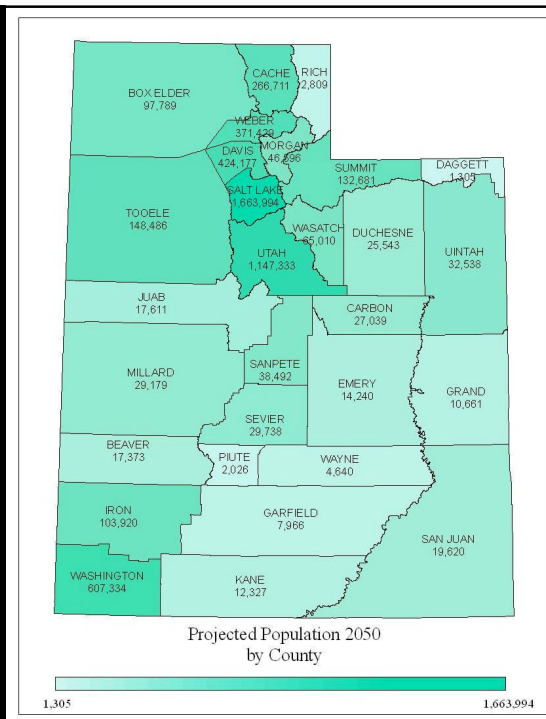 CACHE
266,711
RICH
2,809
BOX ELDER
97,789
WEBER
371,429
DAVIS
424,177
MORGAN
46,596
SUMMIT
132,681
DAGGETT
1,305
SALT LAKE
1,663,994
TOOELE
148,486
WASATCH
65,010
DUCHESNE
25,543
UINTAH
32,538
UTAH
1,147,333
JUAB
17,611
CARBON
27,039
SANPETE
38,492
MILLARD
29,179
EMERY
14,240
GRAND
10,661
SEVIER
29,738
BEAVER
17,373
PIUTE
2,026
WAYNE
4,640
IRON
103,920
GARFIELD
7,966
SAN JUAN
19,620
WASHINGTON
607,334
KANE
12,327
Projected Population 2050
by County
1,305
1,663,994